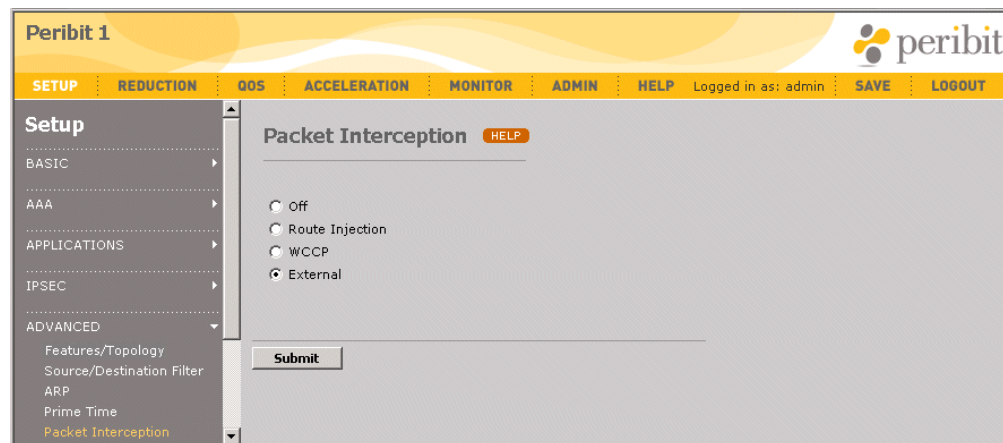 Peribit 1
peribit
SETUP REDUCTION QOS ACCELERATION MONITOR ADMIN HELP Logged in as: admin SAVE LOGOUT
Setup
BASIC
AAA
APPLICATIONS
IPSEC
ADVANCED
Features/Topology
Source/Destination Filter
ARP
Prime Time
Packet Interception
Packet Interception HELP
Off
Route Injection
WCCP
External
Submit